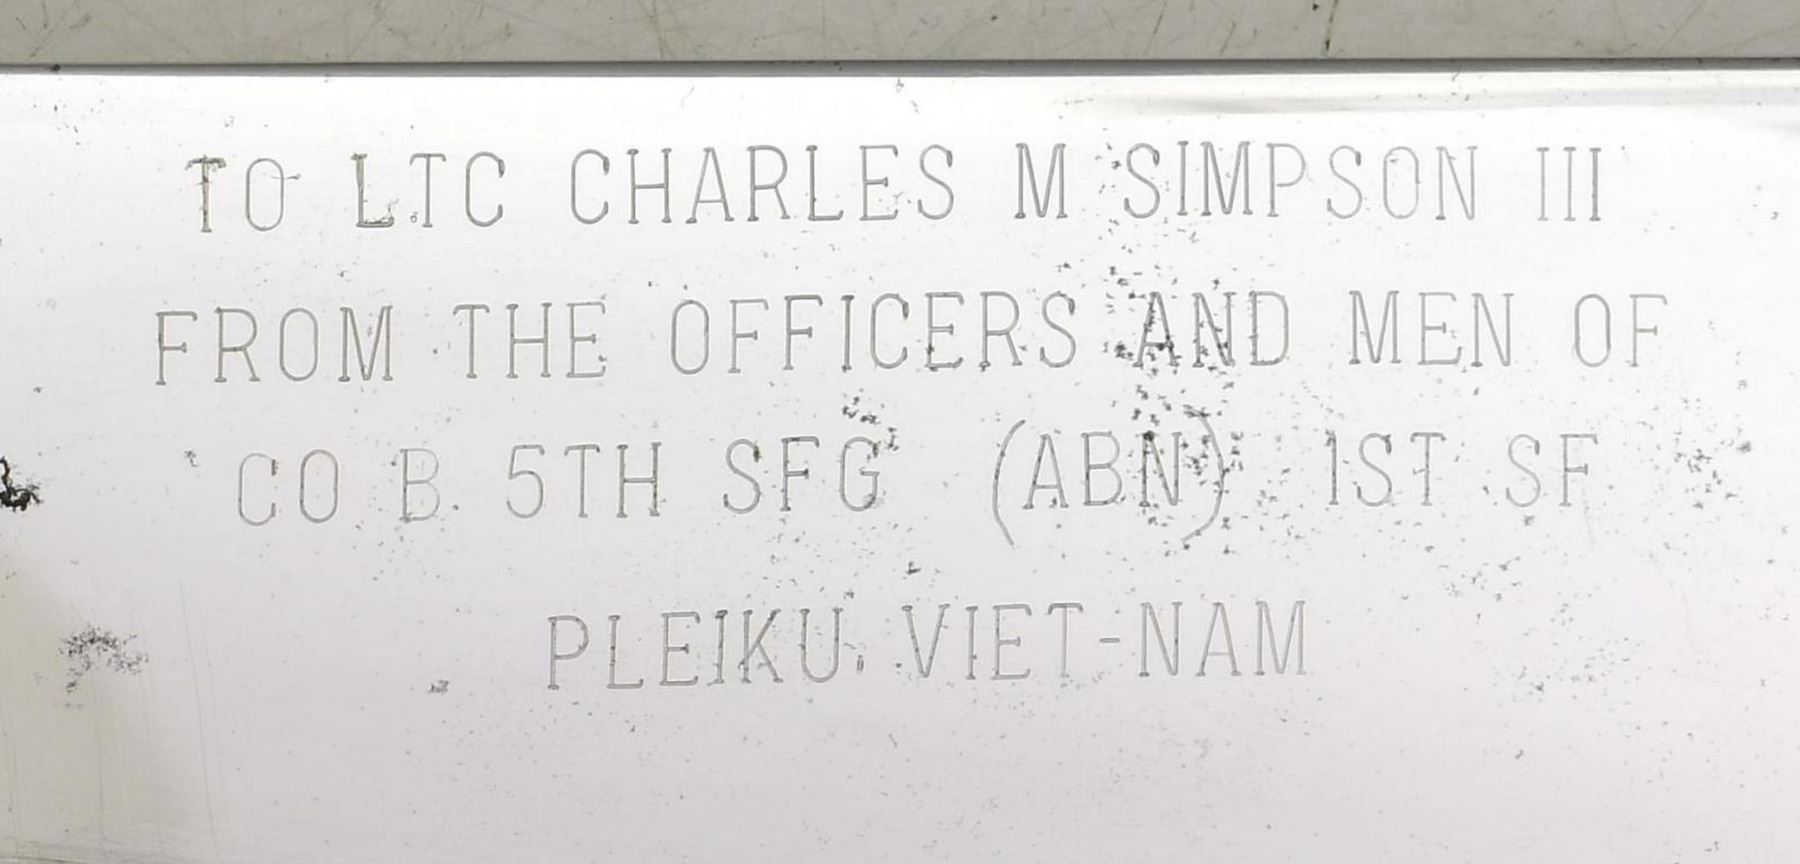 TO LTC CHARLES M SIMPSON III
FROM THE OFFICERS AND MEN OF
CO B 5TH SFG (ABN) 1ST SF
PLEIKU VIET-NAM